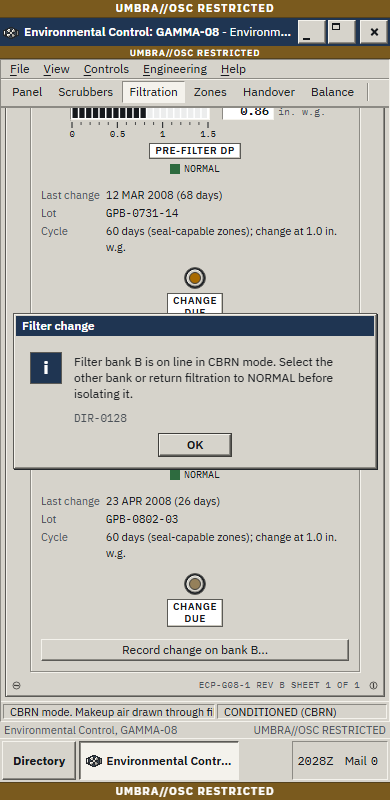 UMBRA//OSC RESTRICTED
Environmental Control: GAMMA-08 - Environm...
UMBRA//OSC RESTRICTED
File View Controls Engineering Help
Panel Scrubbers Filtration Zones Handover Balance
0.86 in. w.g.
0 0.5 1.5
PRE-FILTER DP
NORMAL
Last change 12 MAR 2008 (68 days)
Lot GPB-0731-14
Cycle 60 days (seal-capable zones); change at 1.0 in.
w.g.
CHANGE
DUE
Filter change
i
Filter bank B is on line in CBRN mode. Select the
other bank or return filtration to NORMAL before
isolating it.
DIR-0128
OK
NORMAL
Last change 23 APR 2008 (26 days)
Lot GPB-0802-03
Cycle 60 days (seal-capable zones); change at 1.0 in.
w.g.
CHANGE
DUE
Record change on bank B...
ECP-G08-1 REV B SHEET 1 OF 1
CBRN mode. Makeup air drawn through fi CONDITIONED (CBRN)
Environmental Control, GAMMA-08 UMBRA//OSC RESTRICTED
Directory Environmental Contr... 2028Z Mail 0
UMBRA//OSC RESTRICTED